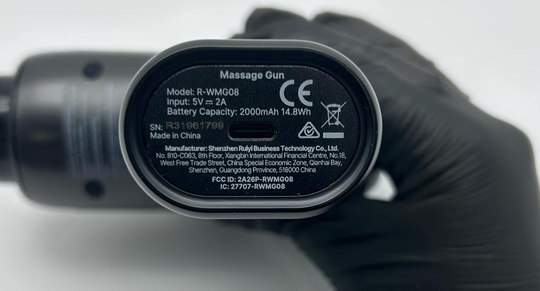 Massage Gun
Model: R-WMG08
Input: 5V⎓2A
Battery Capacity: 2000mAh 14.8Wh
CE
SN: R31961799
Made in China
Manufacturer: Shenzhen Ruiyi Business Technology Co., Ltd.
No. 810-C063, 8th Floor, Xiangbin International Financial Centre, No.18,
West Free Trade Street, China Special Economic Zone, Qianhai Bay,
Shenzhen, Guangdong Province, 518000 China
FCC ID: 2A26P-RWMG08
IC: 27707-RWMG08